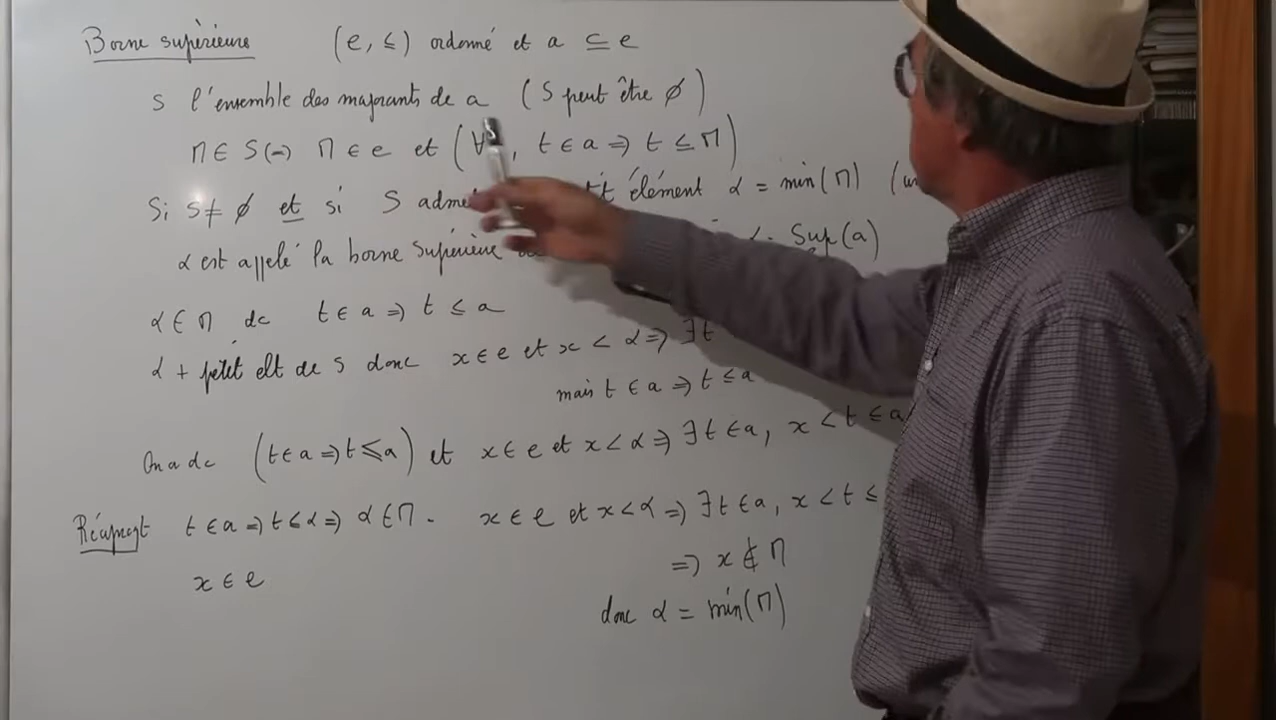 Borne supérieure (e, ≤) ordonné et a ⊆ e
S l'ensemble des majorants de a (S peut être ∅)
M ∈ S ⇔ M ∈ e et (∀ , t ∈ a ⇒ t ≤ M)
Si S ≠ ∅ et si S adme élément α = min(M)
α est appelé la borne supérieure Sup(a)
α ∈ M dc t ∈ a ⇒ t ≤ a
α + petit elt de S donc x ∈ e et x < α ⇒ ∃ t
mais t ∈ a ⇒ t ≤ a
On a dc (t ∈ a ⇒ t ≤ a) et x ∈ e et x < α ⇒ ∃ t ∈ a, x < t ≤ a
Réciproqt t ∈ a ⇒ t ≤ α ⇒ α ∈ M. x ∈ e et x < α ⇒ ∃ t ∈ a, x < t ≤
x ∈ e ⇒ x ∉ M
donc α = min(M)